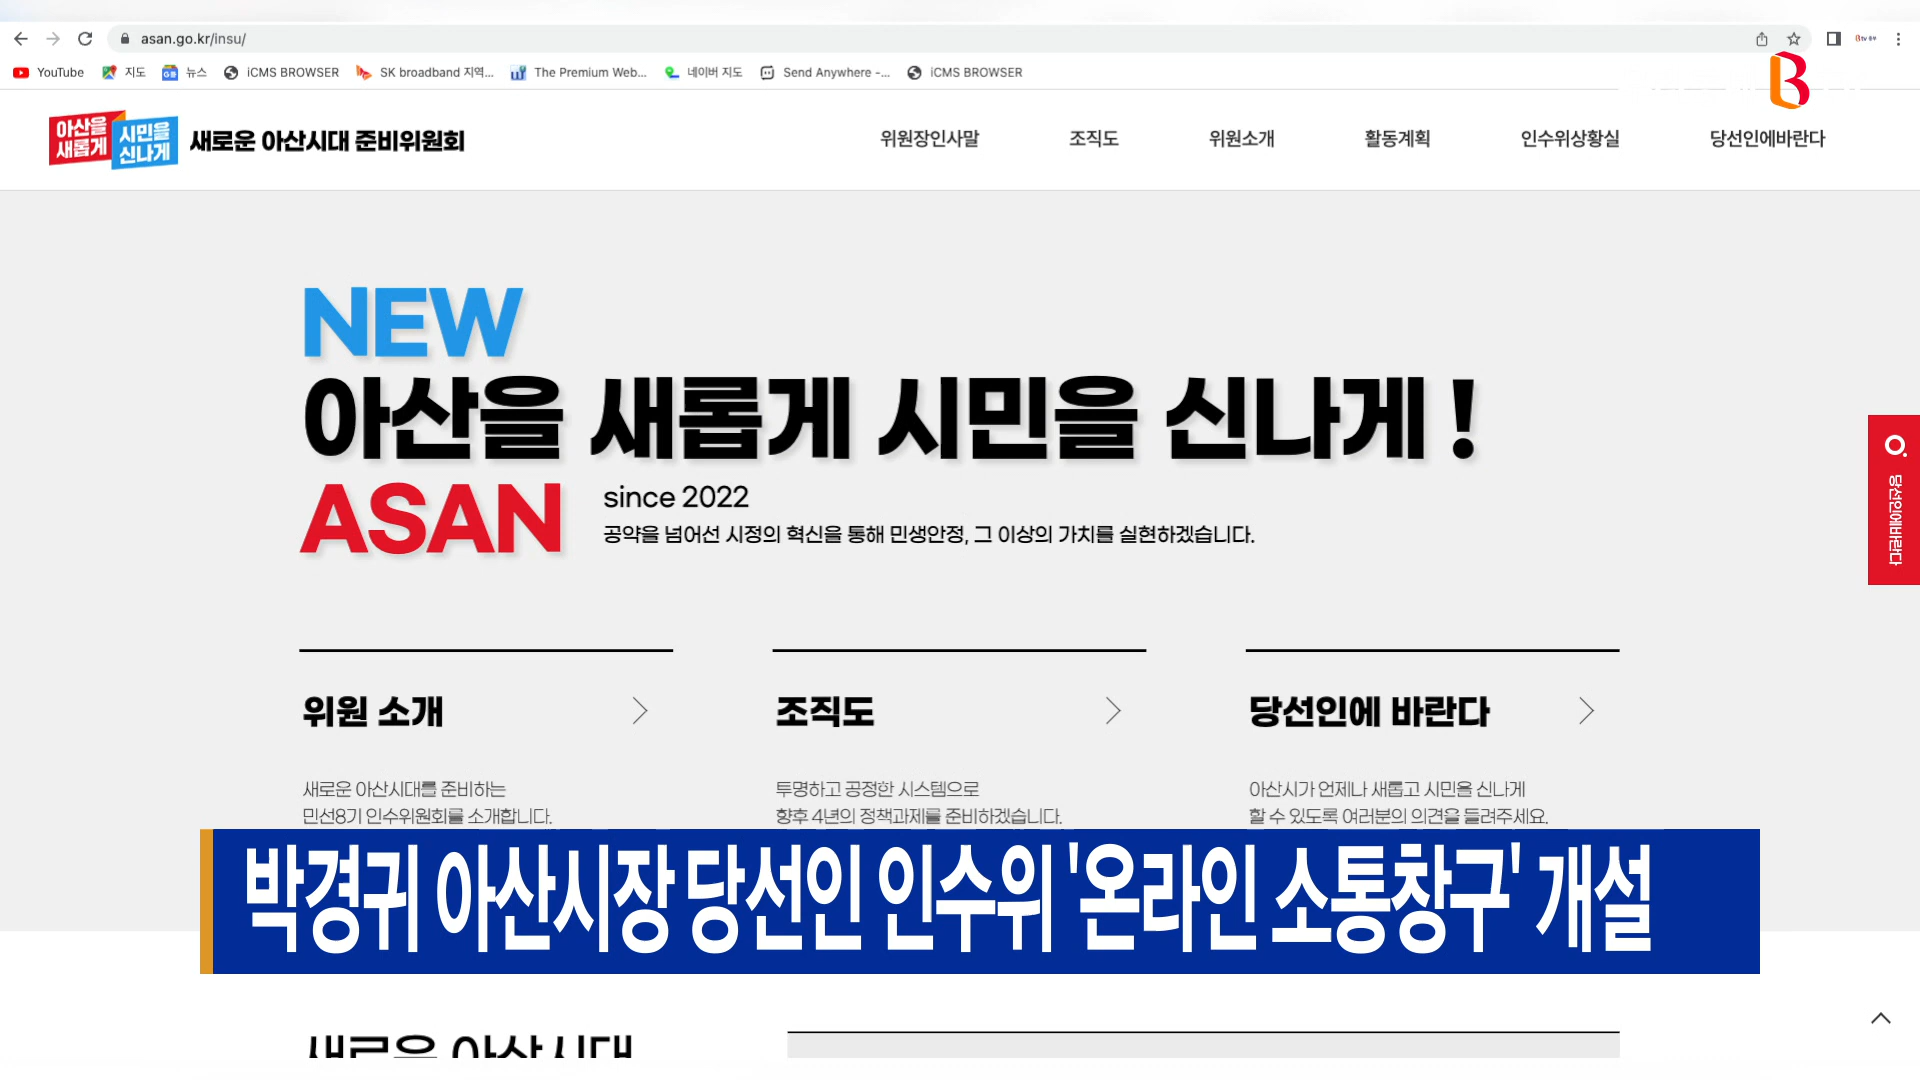 asan.go.kr/insu/
YouTube 지도 뉴스 iCMS BROWSER SK broadband 지역... The Premium Web... 네이버 지도 Send Anywhere -... iCMS BROWSER
B
아산을 새롭게 시민을 신나게
새로운 아산시대 준비위원회
위원장인사말 조직도 위원소개 활동계획 인수위상황실 당선인에바란다
NEW
아산을 새롭게 시민을 신나게 !
ASAN
since 2022
공약을 넘어선 시정의 혁신을 통해 민생안정, 그 이상의 가치를 실현하겠습니다.
당선인에바란다
위원 소개
새로운 아산시대를 준비하는
민선8기 인수위원회를 소개합니다.
조직도
투명하고 공정한 시스템으로
향후 4년의 정책과제를 준비하겠습니다.
당선인에 바란다
아산시가 언제나 새롭고 시민을 신나게
할 수 있도록 여러분의 의견을 들려주세요.
박경귀 아산시장 당선인 인수위 '온라인 소통창구' 개설
새로운 아산시대